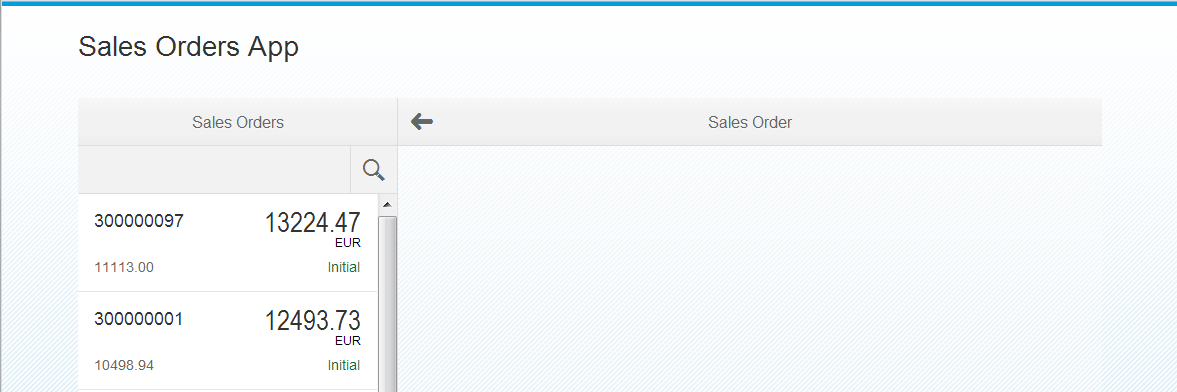 Sales Orders App
Sales Orders
Sales Order
300000097 13224.47
EUR
11113.00 Initial
300000001 12493.73
EUR
10498.94 Initial